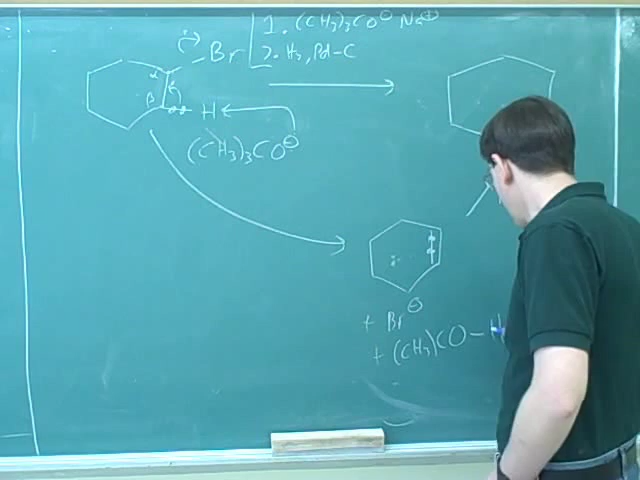 1. (CH3)3CO⊖ Na⊕
2. H2, Pd-C
Br
α
β
H
(CH3)3CO⊖
+ Br⊖
+ (CH3)CO-H